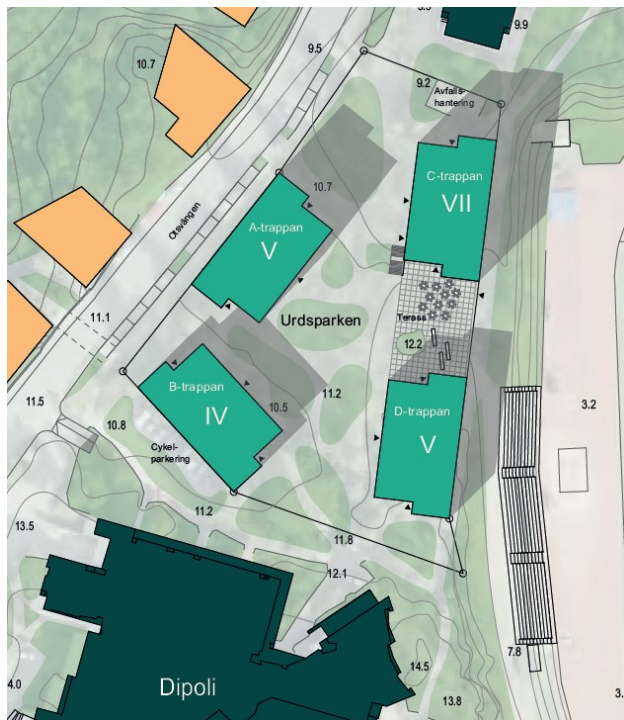 9.9
9.5
10.7
9.2
Avfalls-
hantering
C-trappan
VII
10.7
A-trappan
V
Otsvängen
Terass
Urdsparken
11.1
12.2
B-trappan
IV
10.5
11.2
D-trappan
V
11.5
10.8
Cykel-
parkering
3.2
11.2
11.8
13.5
12.1
7.8
14.5
Dipoli
4.0
13.8
3.